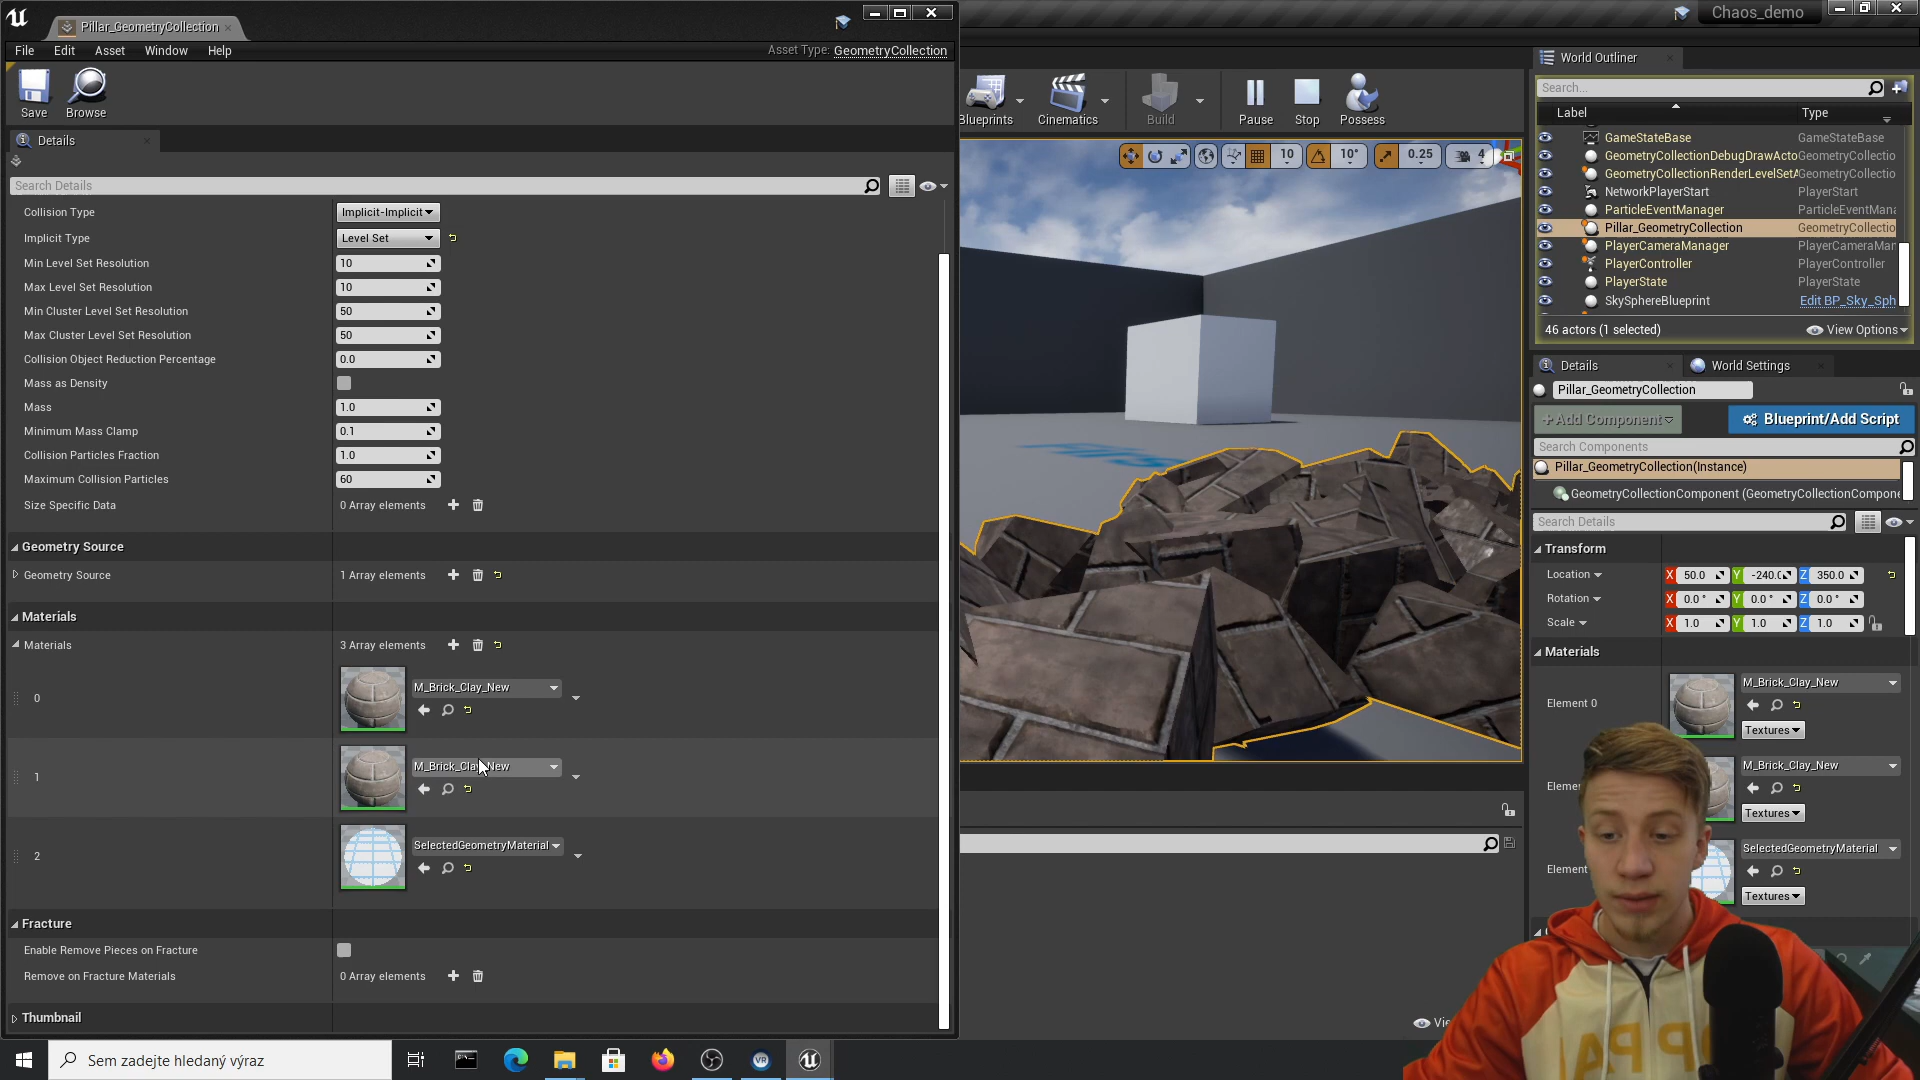 Pillar_GeometryCollection
File Edit Asset Window Help
Asset Type: GeometryCollection
Save Browse
Details
Search Details
Collision Type Implicit-Implicit
Implicit Type Level Set
Min Level Set Resolution 10
Max Level Set Resolution 10
Min Cluster Level Set Resolution 50
Max Cluster Level Set Resolution 50
Collision Object Reduction Percentage 0.0
Mass as Density
Mass 1.0
Minimum Mass Clamp 0.1
Collision Particles Fraction 1.0
Maximum Collision Particles 60
Size Specific Data 0 Array elements
Geometry Source
Geometry Source 1 Array elements
Materials
Materials 3 Array elements
0 M_Brick_Clay_New
1 M_Brick_Clay_New
2 SelectedGeometryMaterial
Fracture
Enable Remove Pieces on Fracture
Remove on Fracture Materials 0 Array elements
Thumbnail
Chaos_demo
Blueprints Cinematics Build Pause Stop Possess
10 10° 0.25 4
World Outliner
Search...
Label Type
GameStateBase GameStateBase
GeometryCollectionDebugDrawActo GeometryCollectio
GeometryCollectionRenderLevelSetA GeometryCollectio
NetworkPlayerStart PlayerStart
ParticleEventManager ParticleEventMana
Pillar_GeometryCollection GeometryCollectio
PlayerCameraManager PlayerCameraMan
PlayerController PlayerController
PlayerState PlayerState
SkySphereBlueprint Edit BP_Sky_Sph
46 actors (1 selected) View Options
Details World Settings
Pillar_GeometryCollection
+Add Component Blueprint/Add Script
Search Components
Pillar_GeometryCollection(Instance)
GeometryCollectionComponent (GeometryCollectionCompone
Search Details
Transform
Location X 50.0 Y -240.0 Z 350.0
Rotation X 0.0° Y 0.0° Z 0.0°
Scale X 1.0 Y 1.0 Z 1.0
Materials
Element 0 M_Brick_Clay_New
Textures
Eleme M_Brick_Clay_New
Textures
Element SelectedGeometryMaterial
Textures
Sem zadejte hledaný výraz